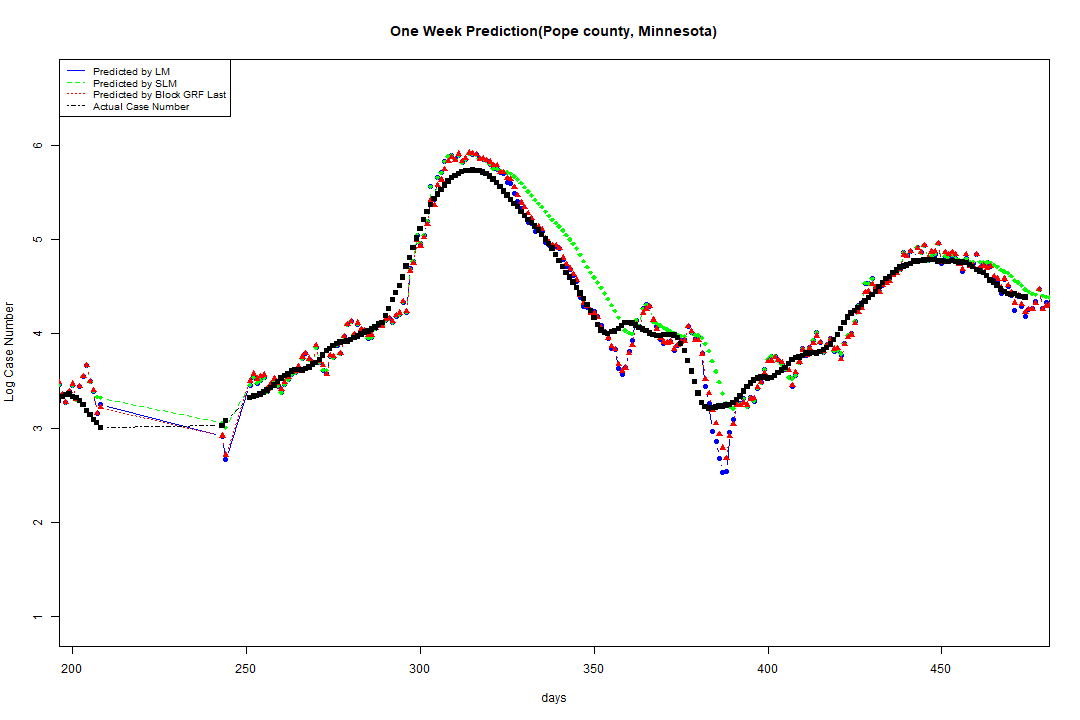 One Week Prediction(Pope county, Minnesota)
Predicted by LM
Predicted by SLM
Predicted by Block GRF Last
Actual Case Number
Log Case Number
6
5
4
3
2
1
200 250 300 350 400 450
days